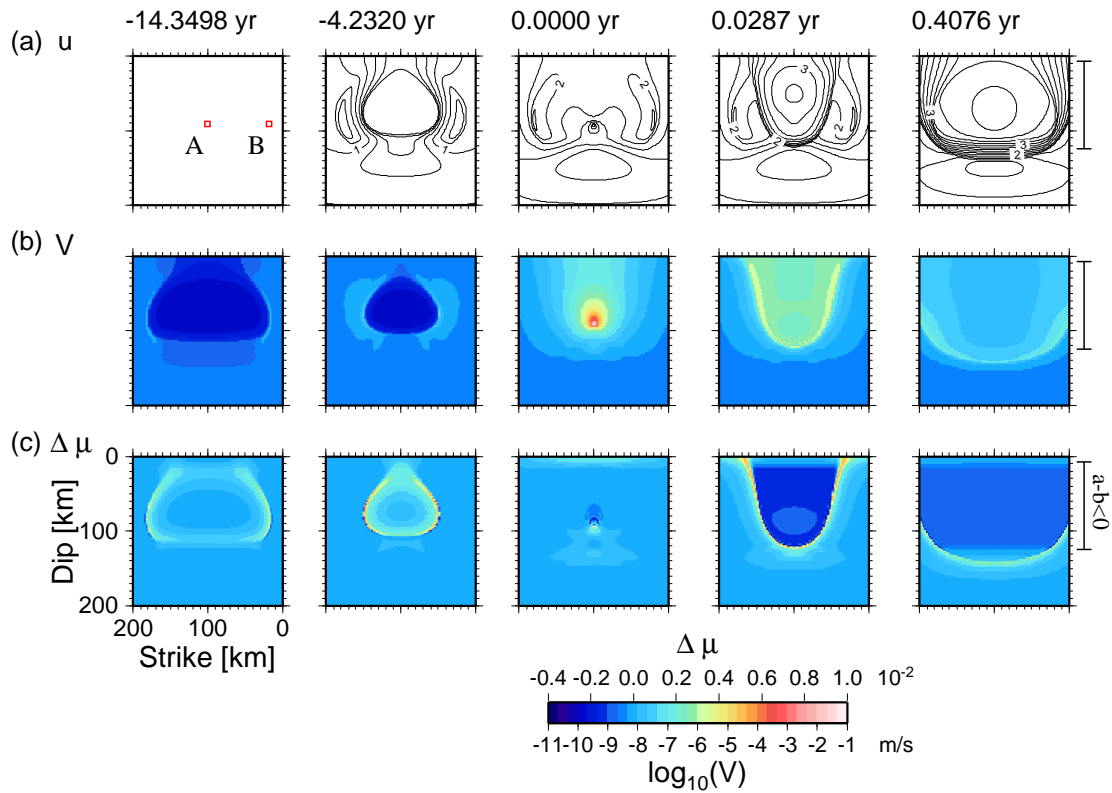 -14.3498 yr -4.2320 yr 0.0000 yr 0.0287 yr 0.4076 yr
(a) u
A B
1 1
2 2
2 3 2 2
3 3 2
(b) V
(c) Δ μ
0
100
200
Dip [km]
200 100 0
Strike [km]
a-b<0
Δ μ
-0.4 -0.2 0.0 0.2 0.4 0.6 0.8 1.0 10-2
-11 -10 -9 -8 -7 -6 -5 -4 -3 -2 -1 m/s
log10(V)